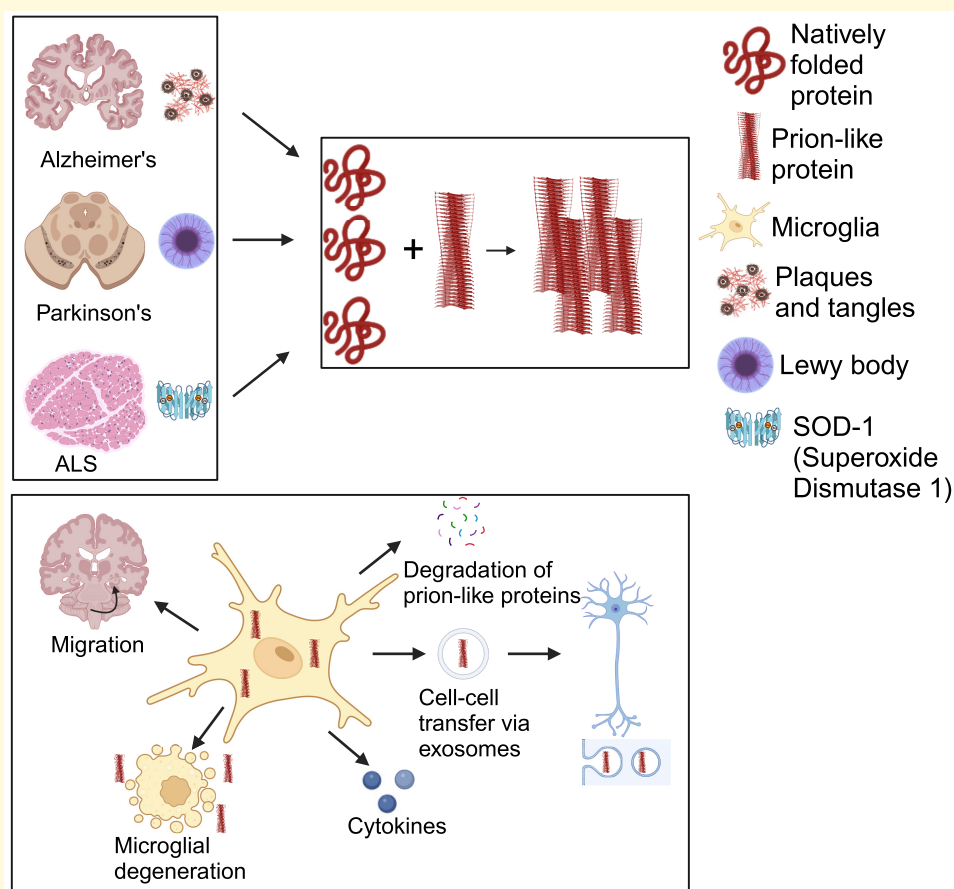 Alzheimer's
Parkinson's
ALS
+
Natively
folded
protein
Prion-like
protein
Microglia
Plaques
and tangles
Lewy body
SOD-1
(Superoxide
Dismutase 1)
Migration
Degradation of
prion-like proteins
Cell-cell
transfer via
exosomes
Cytokines
Microglial
degeneration